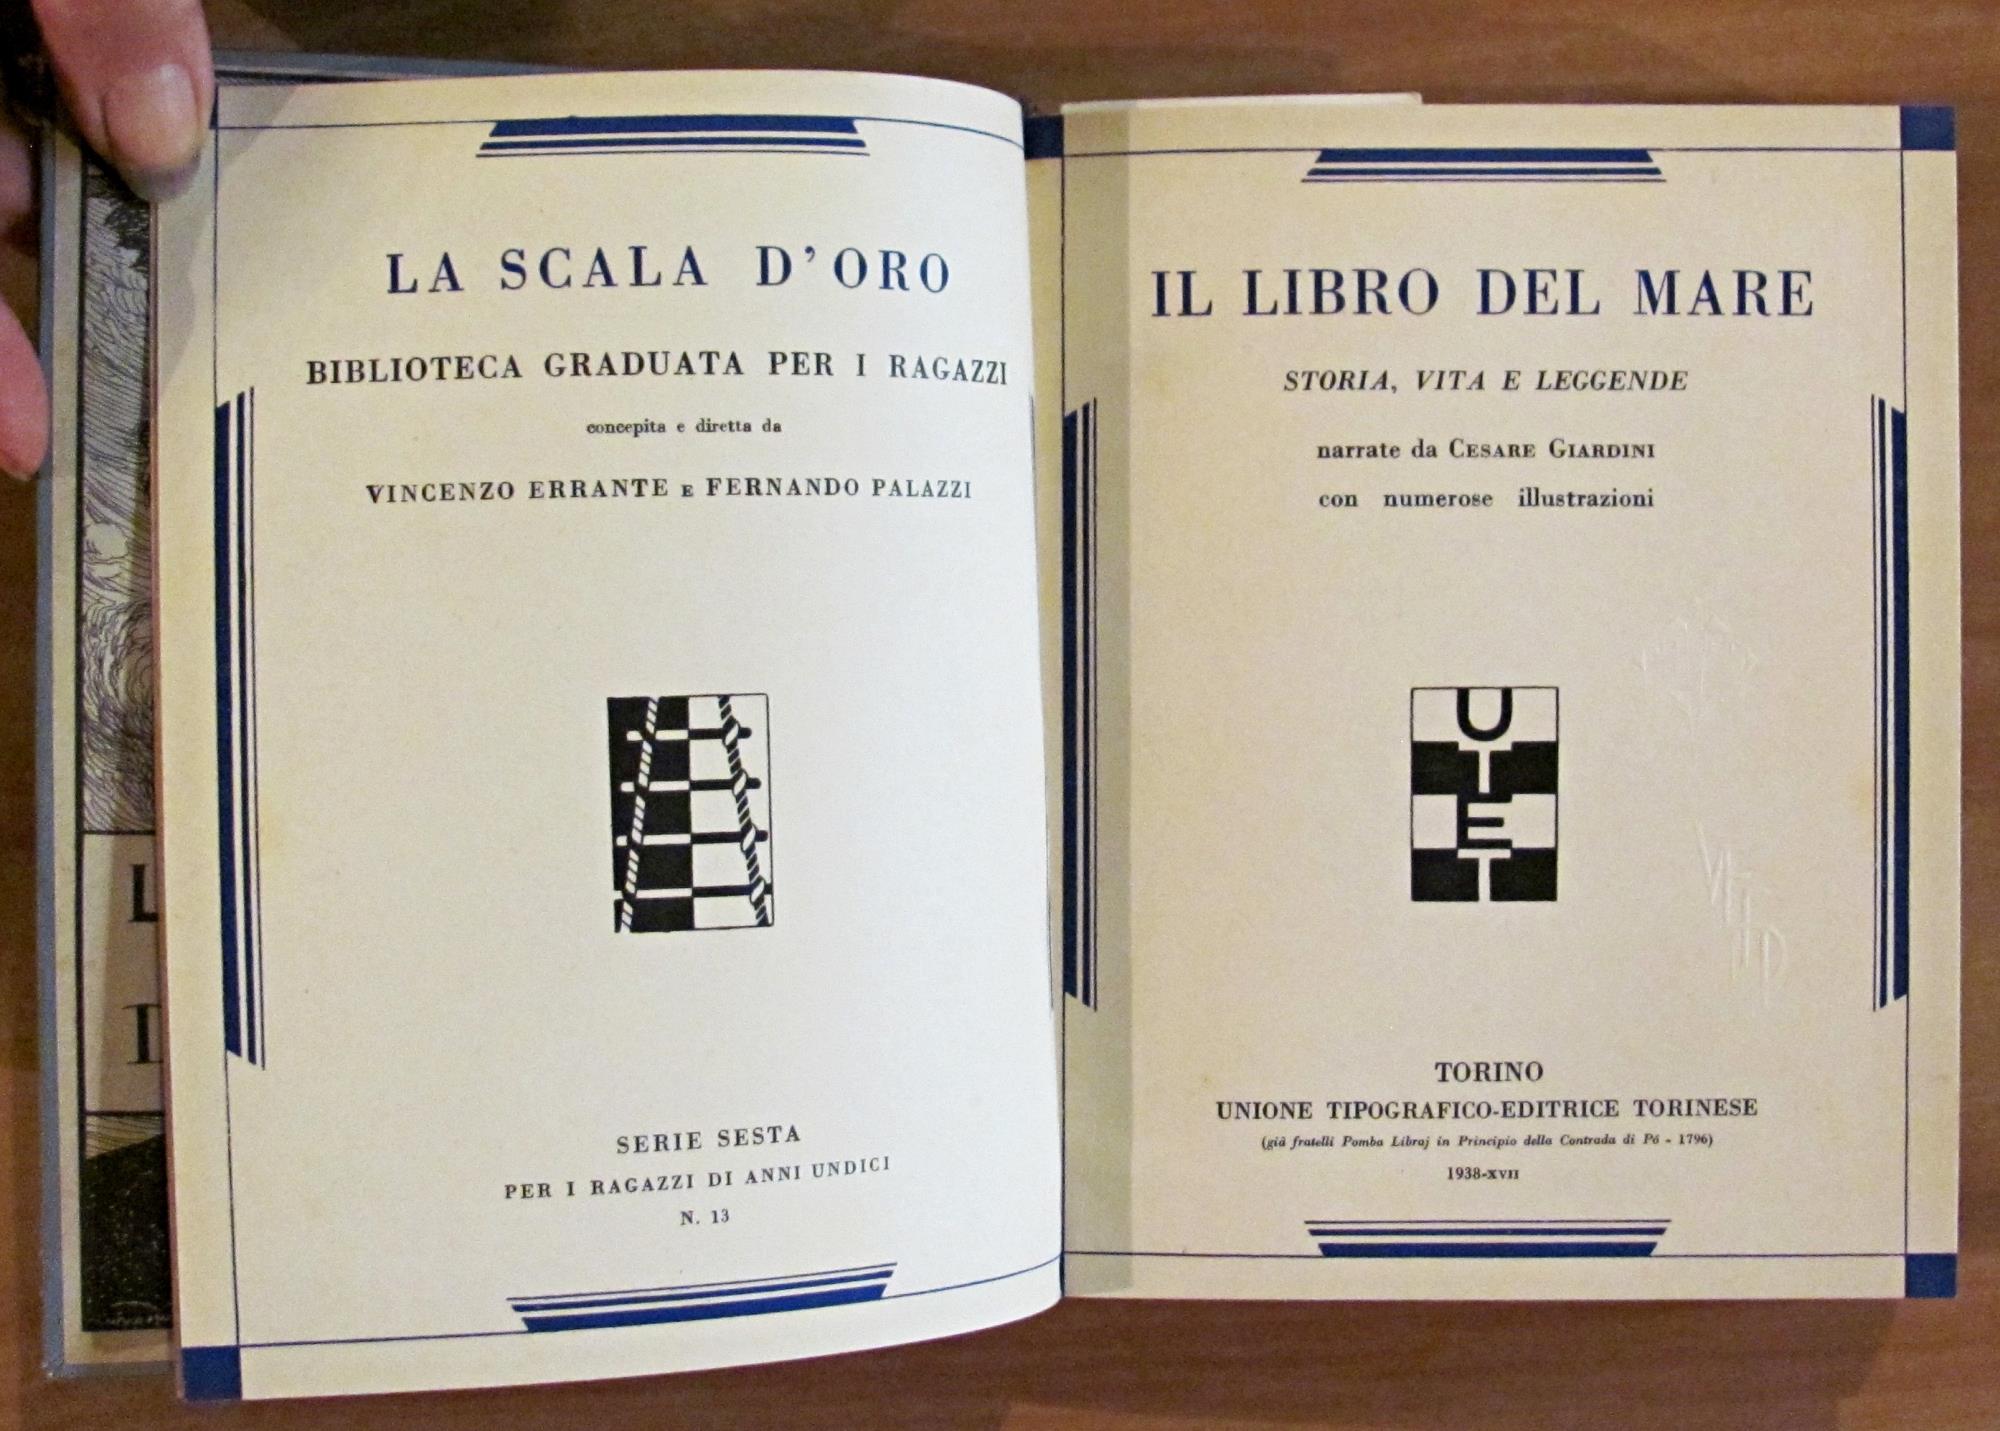 LA SCALA D'ORO
BIBLIOTECA GRADUATA PER I RAGAZZI
concepita e diretta da
VINCENZO ERRANTE E FERNANDO PALAZZI
SERIE SESTA
PER I RAGAZZI DI ANNI UNDICI
N. 13
IL LIBRO DEL MARE
STORIA, VITA E LEGGENDE
narrate da CESARE GIARDINI
con numerose illustrazioni
U
T
E
T
TORINO
UNIONE TIPOGRAFICO-EDITRICE TORINESE
(già fratelli Pomba Libraj in Principio della Contrada di Pó - 1796)
1938-XVII